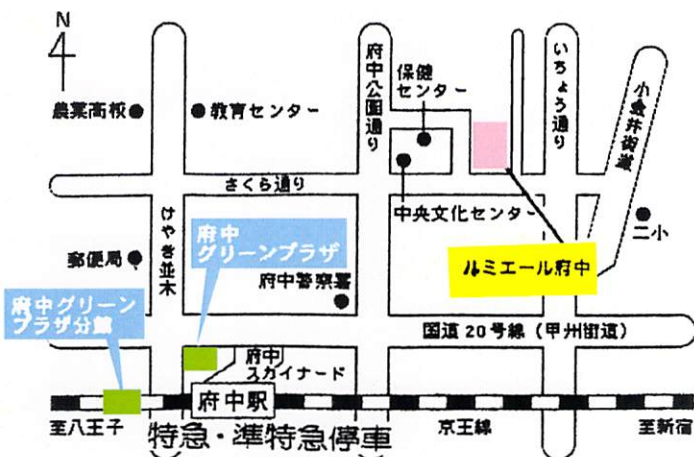 N
農業高校
教育センター
府中公園通り
保健
センター
いちょう通り
小金井街道
さくら通り
中央文化センター
二小
けやき並木
郵便局
府中
グリーンプラザ
府中警察署
ルミエール府中
府中グリーン
プラザ分館
国道20号線（甲州街道）
府中
スカイナード
府中駅
至八王子
特急・準特急停車
京王線
至新宿